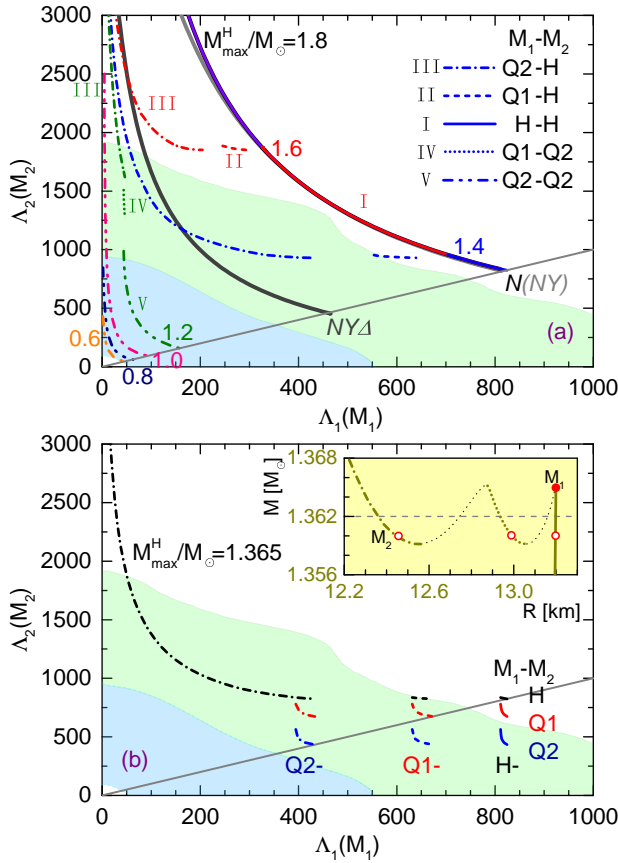 3000
2500
2000
1500
1000
500
0
Λ₂(M₂)
M^H_max/M⊙=1.8
M₁-M₂
III Q2-H
II Q1-H
I H-H
IV Q1-Q2
V Q2-Q2
III
III
II
1.6
I
IV
1.4
N(NY)
V
NYΔ
1.2
1.0
0.8
0.6
(a)
0 200 400 600 800 1000
Λ₁(M₁)
3000
2500
2000
1500
1000
500
0
Λ₂(M₂)
M^H_max/M⊙=1.365
M [M⊙]
1.368
1.362
1.356
M₁
M₂
12.2 12.6 13.0
R [km]
M₁-M₂
H
Q1
Q2
Q2- Q1- H-
(b)
0 200 400 600 800 1000
Λ₁(M₁)